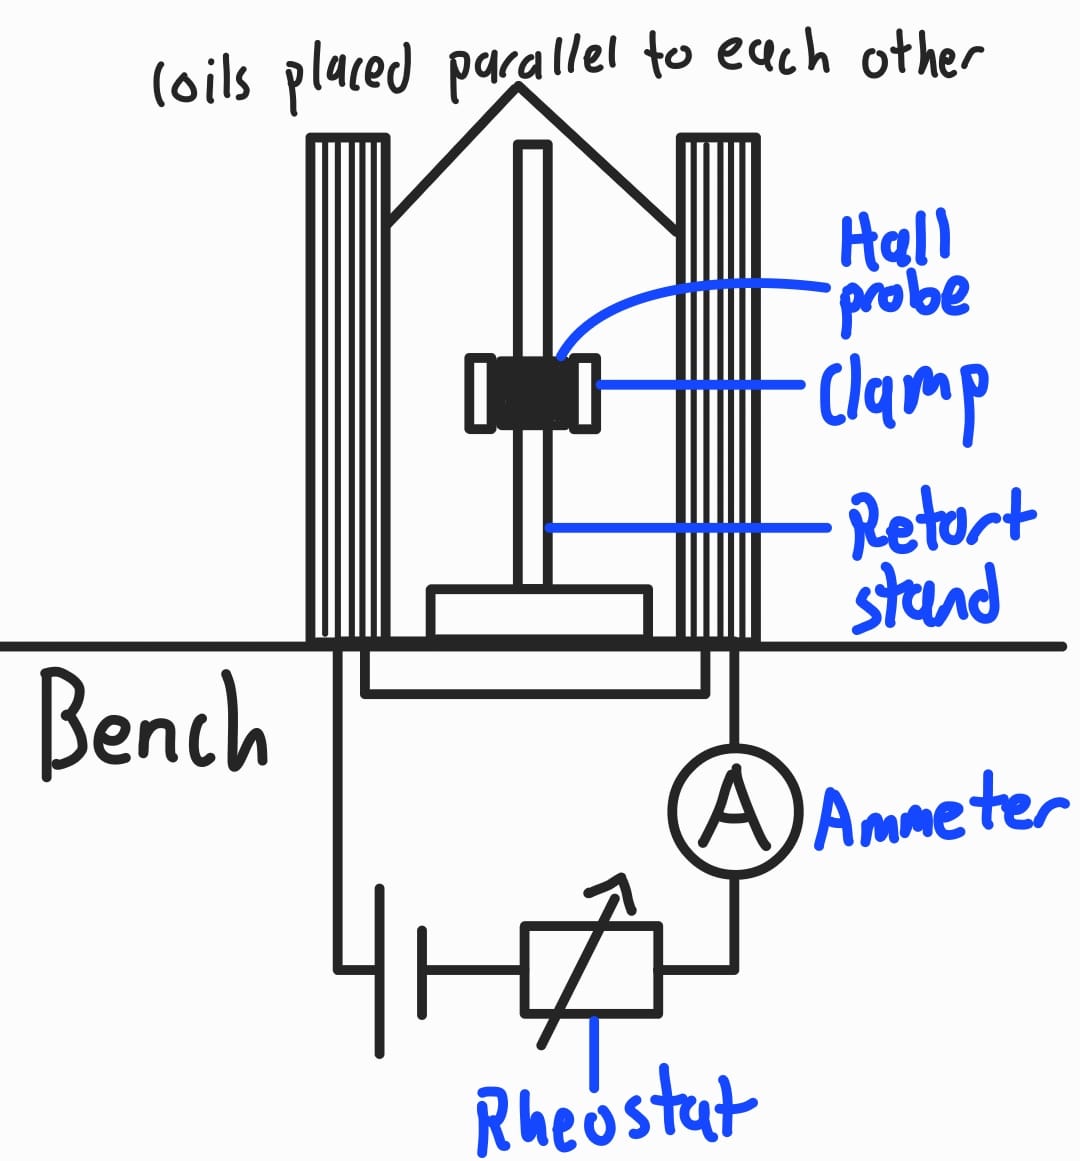 Coils placed parallel to each other
Hall
probe
Clamp
Retort
stand
Bench
A
Ammeter
Rheostat